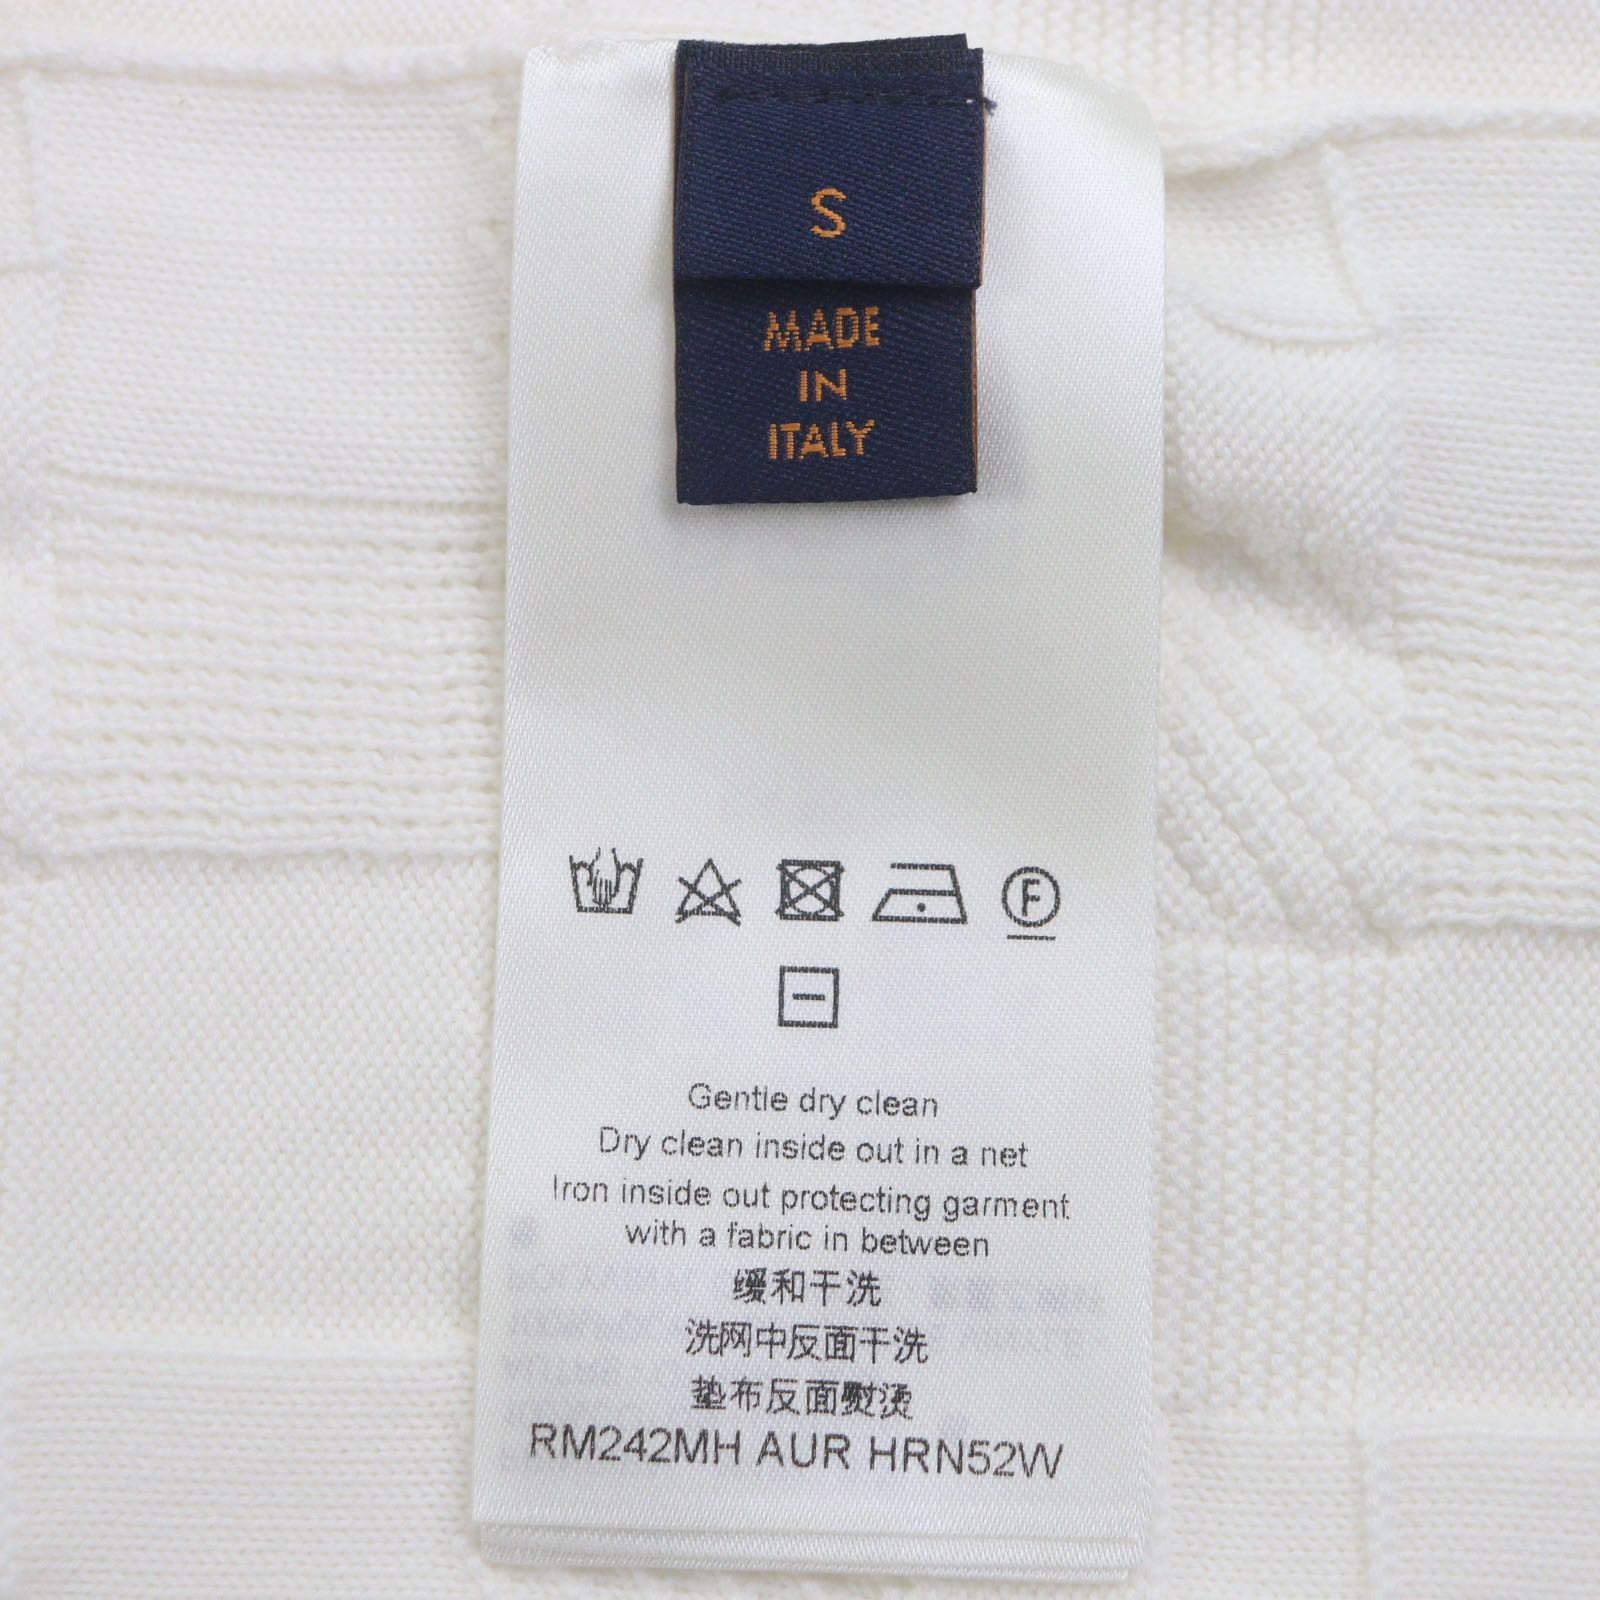 S
MADE
IN
ITALY
F
Gentle dry clean
Dry clean inside out in a net
Iron inside out protecting garment
with a fabric in between
缓和干洗
洗网中反面干洗
垫布反面熨烫
RM242MH AUR HRN52W